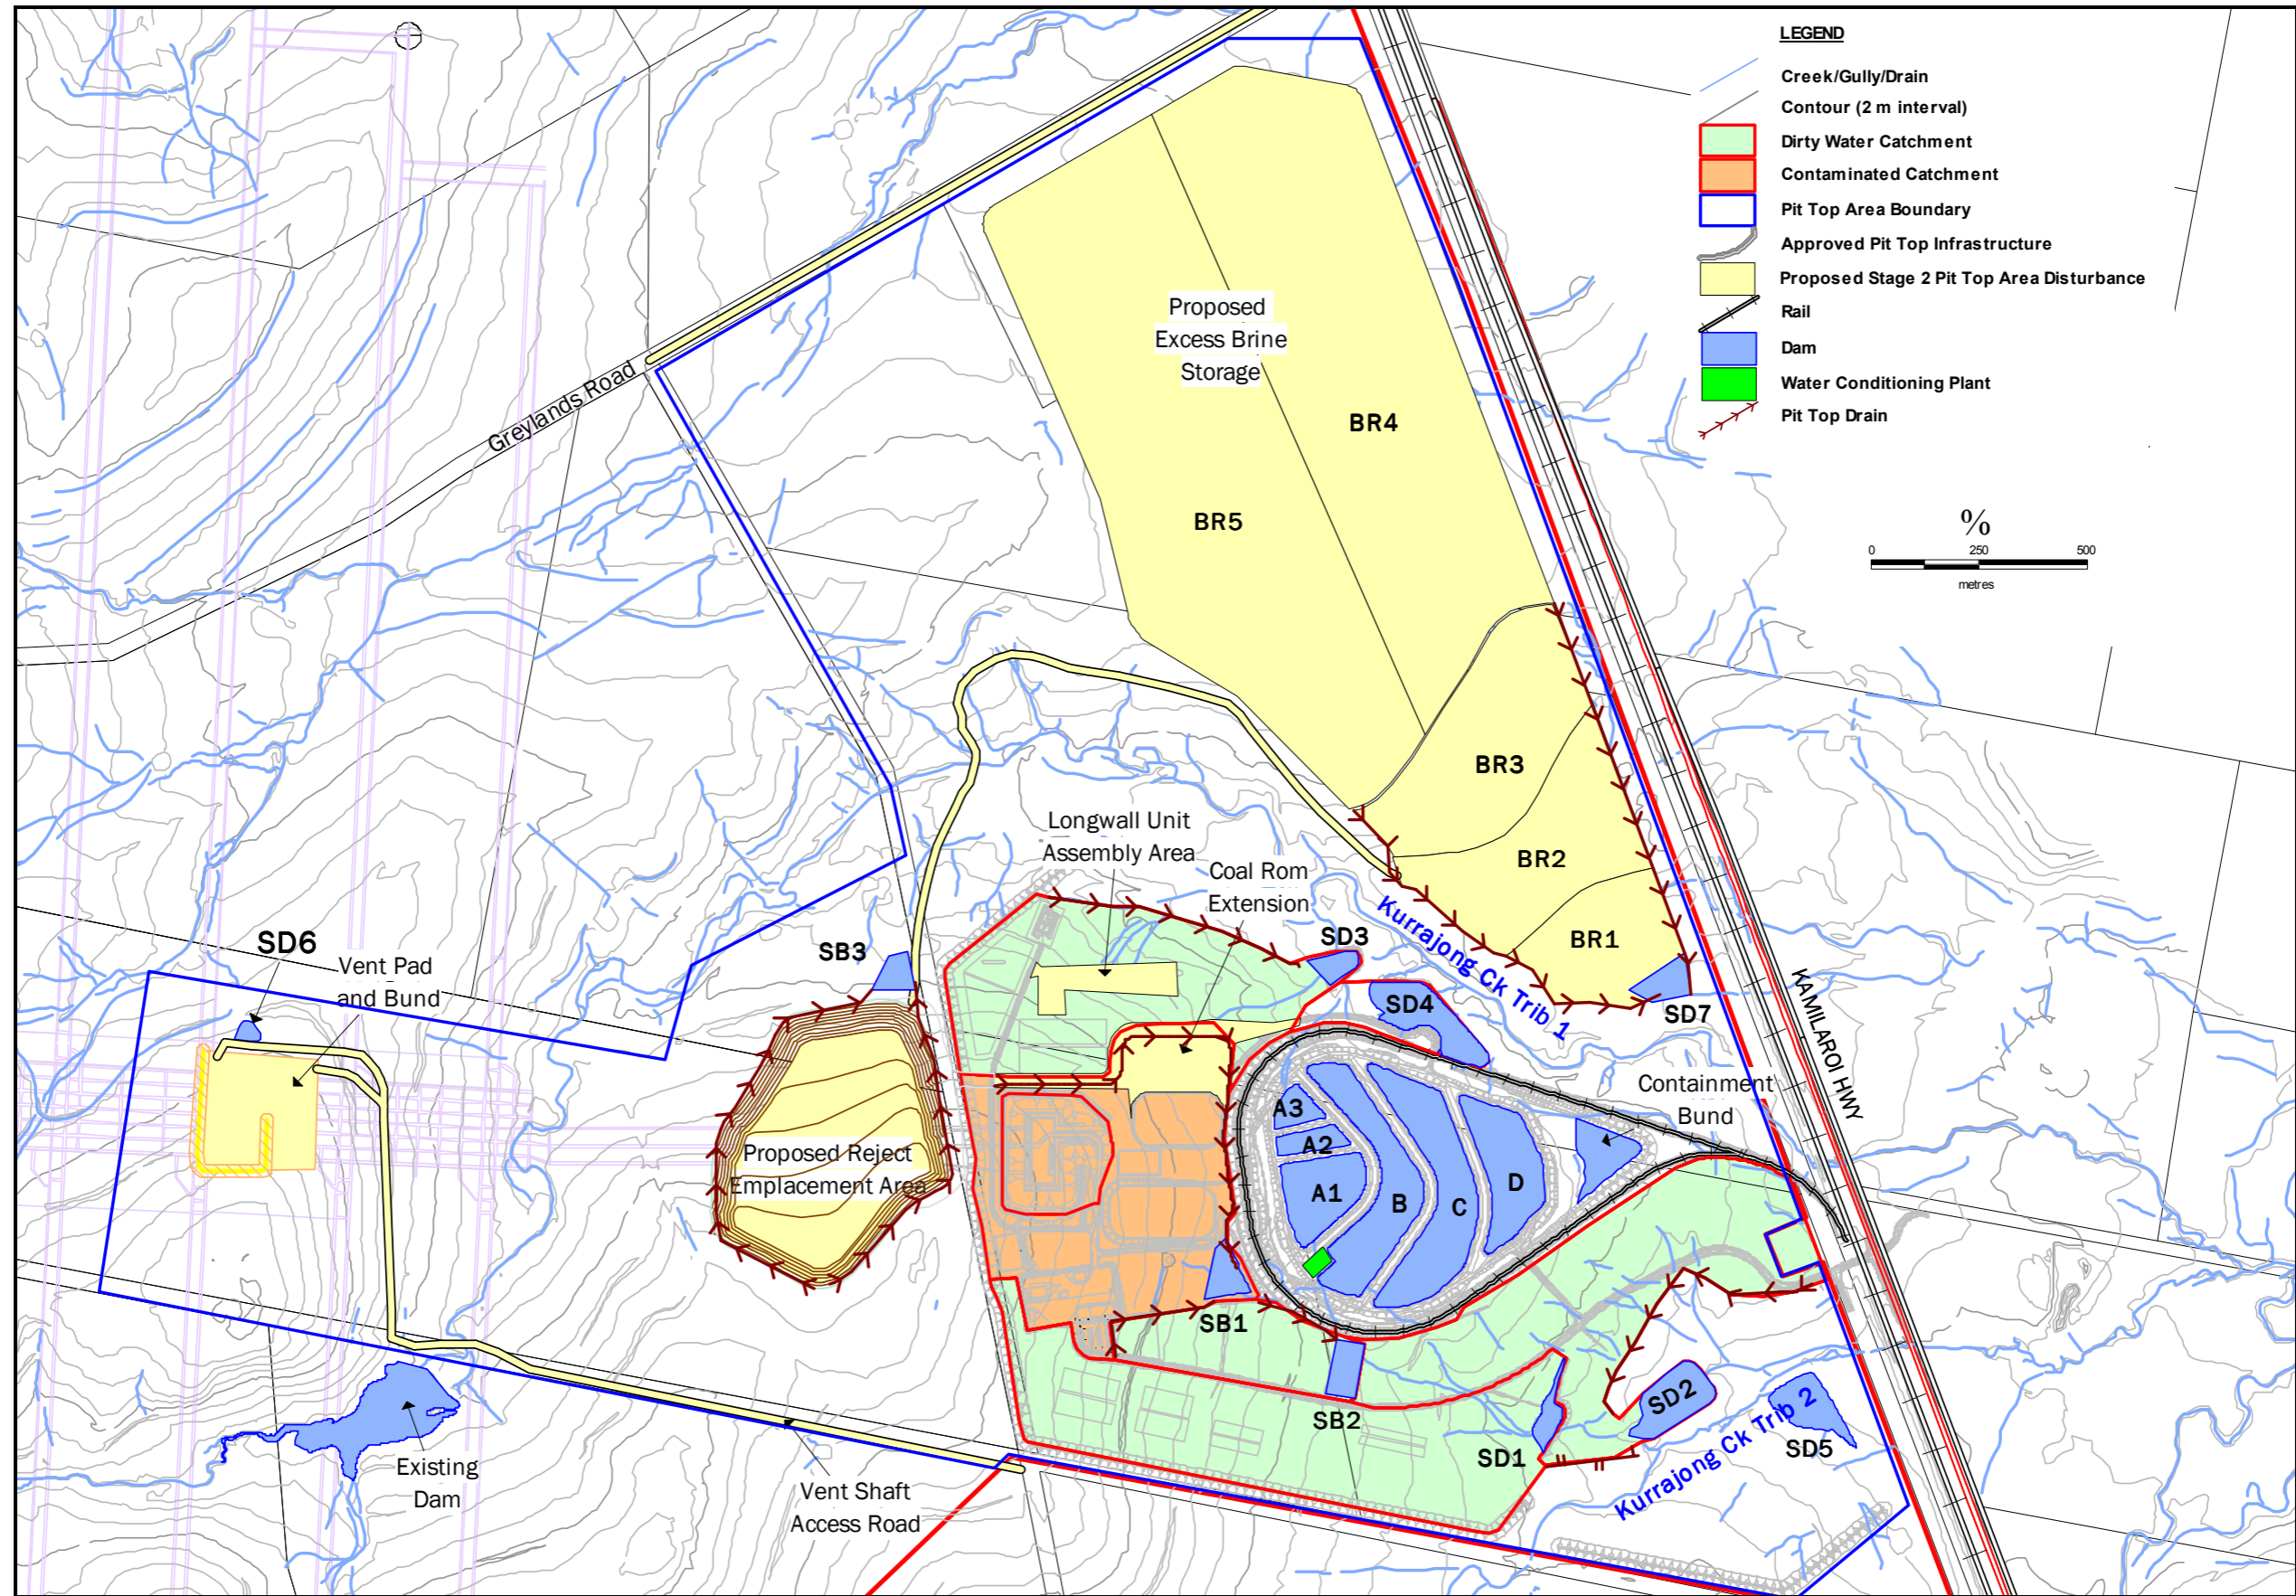 LEGEND
Creek/Gully/Drain
Contour (2 m interval)
Dirty Water Catchment
Contaminated Catchment
Pit Top Area Boundary
Approved Pit Top Infrastructure
Proposed Stage 2 Pit Top Area Disturbance
Rail
Dam
Water Conditioning Plant
Pit Top Drain
%
0 250 500
metres
Proposed
Excess Brine
Storage
BR4
BR5
Greylands Road
BR3
BR2
BR1
Longwall Unit
Assembly Area
Coal Rom
Extension
Kurrajong Ck Trib 1
SD3
SB3
SD6
Vent Pad
and Bund
SD4
SD7
KAMILAROI HWY
Containment
Bund
A3
A2
A1
B
C
D
Proposed Reject
Emplacement Area
SB1
SB2
SD1
SD2
SD5
Kurrajong Ck Trib 2
Existing
Dam
Vent Shaft
Access Road